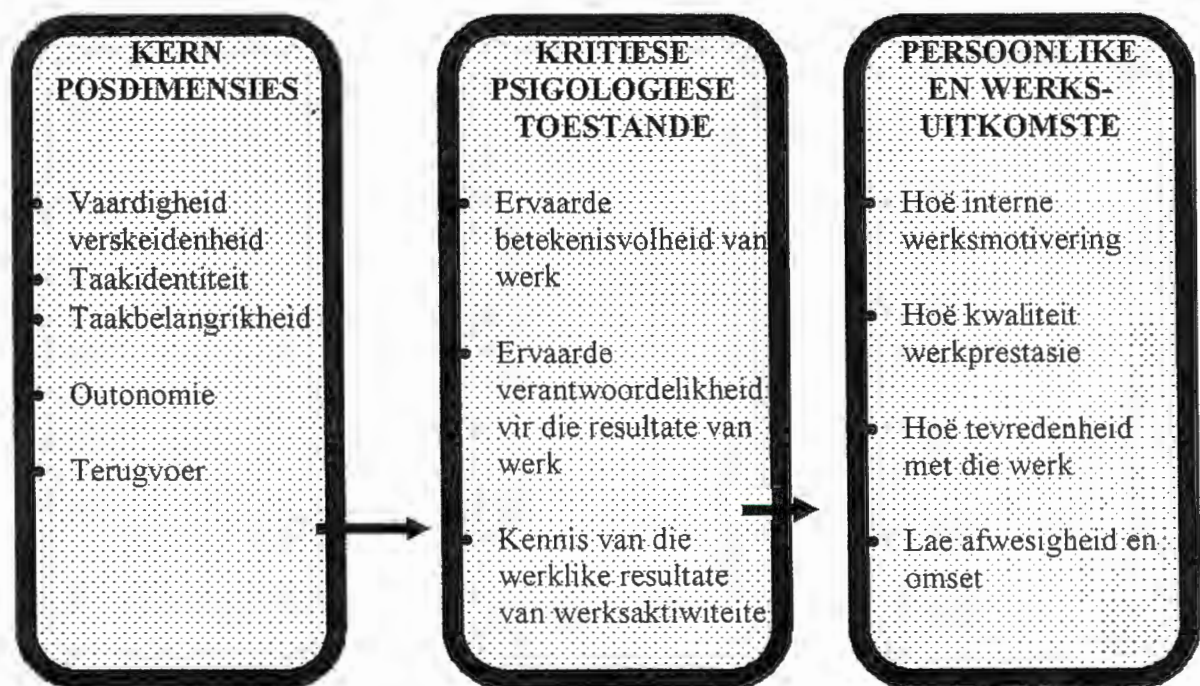 KERN
POSDIMENSIES
• Vaardigheid
verskeidenheid
• Taakidentiteit
• Taakbelangrikheid
• Outonomie
• Terugvoer
KRITIESE
PSIGOLOGIESE
TOESTANDE
• Ervaarde
betekenisvolheid van
werk
• Ervaarde
verantwoordelikheid
vir die resultate van
werk
• Kennis van die
werklike resultate
van werksaktiwiteite
PERSOONLIKE
EN WERKS-
UITKOMSTE
• Hoë interne
werksmotivering
• Hoë kwaliteit
werkprestasie
• Hoë tevredenheid
met die werk
• Lae afwesigheid en
omset